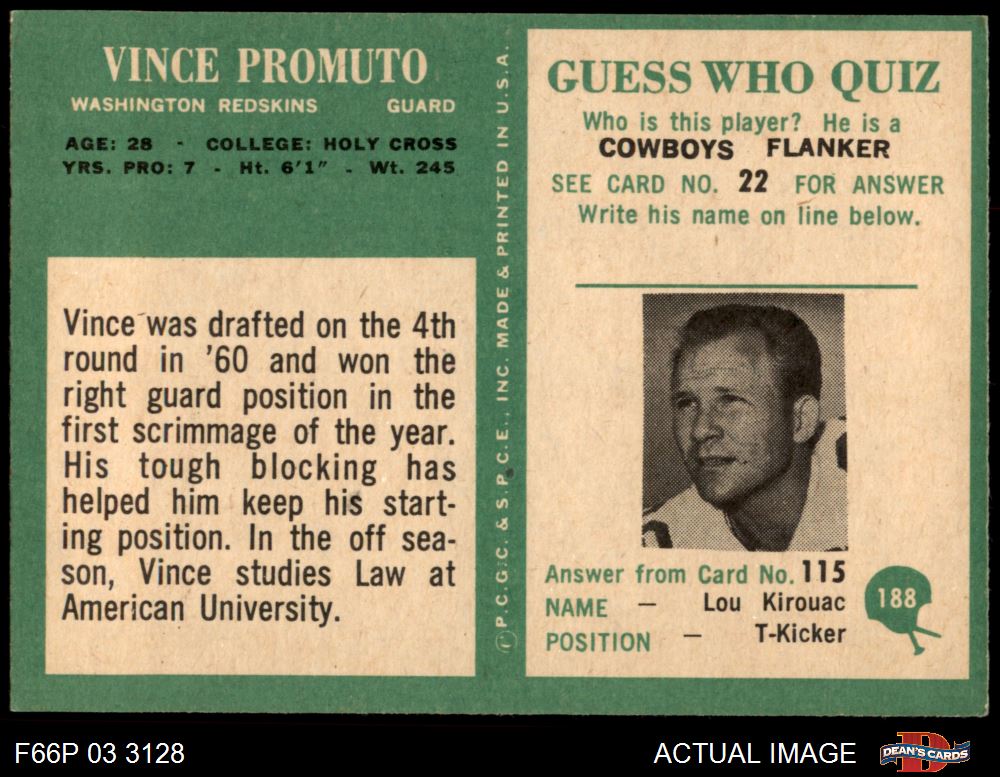 VINCE PROMUTO
WASHINGTON REDSKINS GUARD
AGE: 28 - COLLEGE: HOLY CROSS
YRS. PRO: 7 - Ht. 6'1" - Wt. 245
Vince was drafted on the 4th
round in '60 and won the
right guard position in the
first scrimmage of the year.
His tough blocking has
helped him keep his start-
ing position. In the off sea-
son, Vince studies Law at
American University.
Ⓟ P.C.G.C. & S.P.C.E., INC. MADE & PRINTED IN U.S.A.
GUESS WHO QUIZ
Who is this player? He is a
COWBOYS FLANKER
SEE CARD NO. 22 FOR ANSWER
Write his name on line below.
Answer from Card No. 115
NAME — Lou Kirouac
POSITION — T-Kicker
188
F66P 03 3128
ACTUAL IMAGE
DEAN'S CARDS